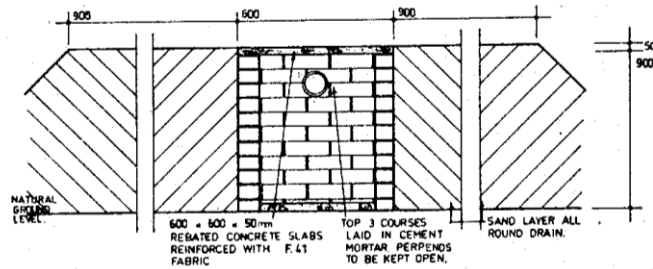 900 600 900
50
900
NATURAL
GROUND
LEVEL.
600 x 600 x 50mm
REBATED CONCRETE SLABS
REINFORCED WITH F.41
FABRIC
TOP 3 COURSES
LAID IN CEMENT
MORTAR. PERPENDS
TO BE KEPT OPEN.
SAND LAYER ALL
ROUND DRAIN.